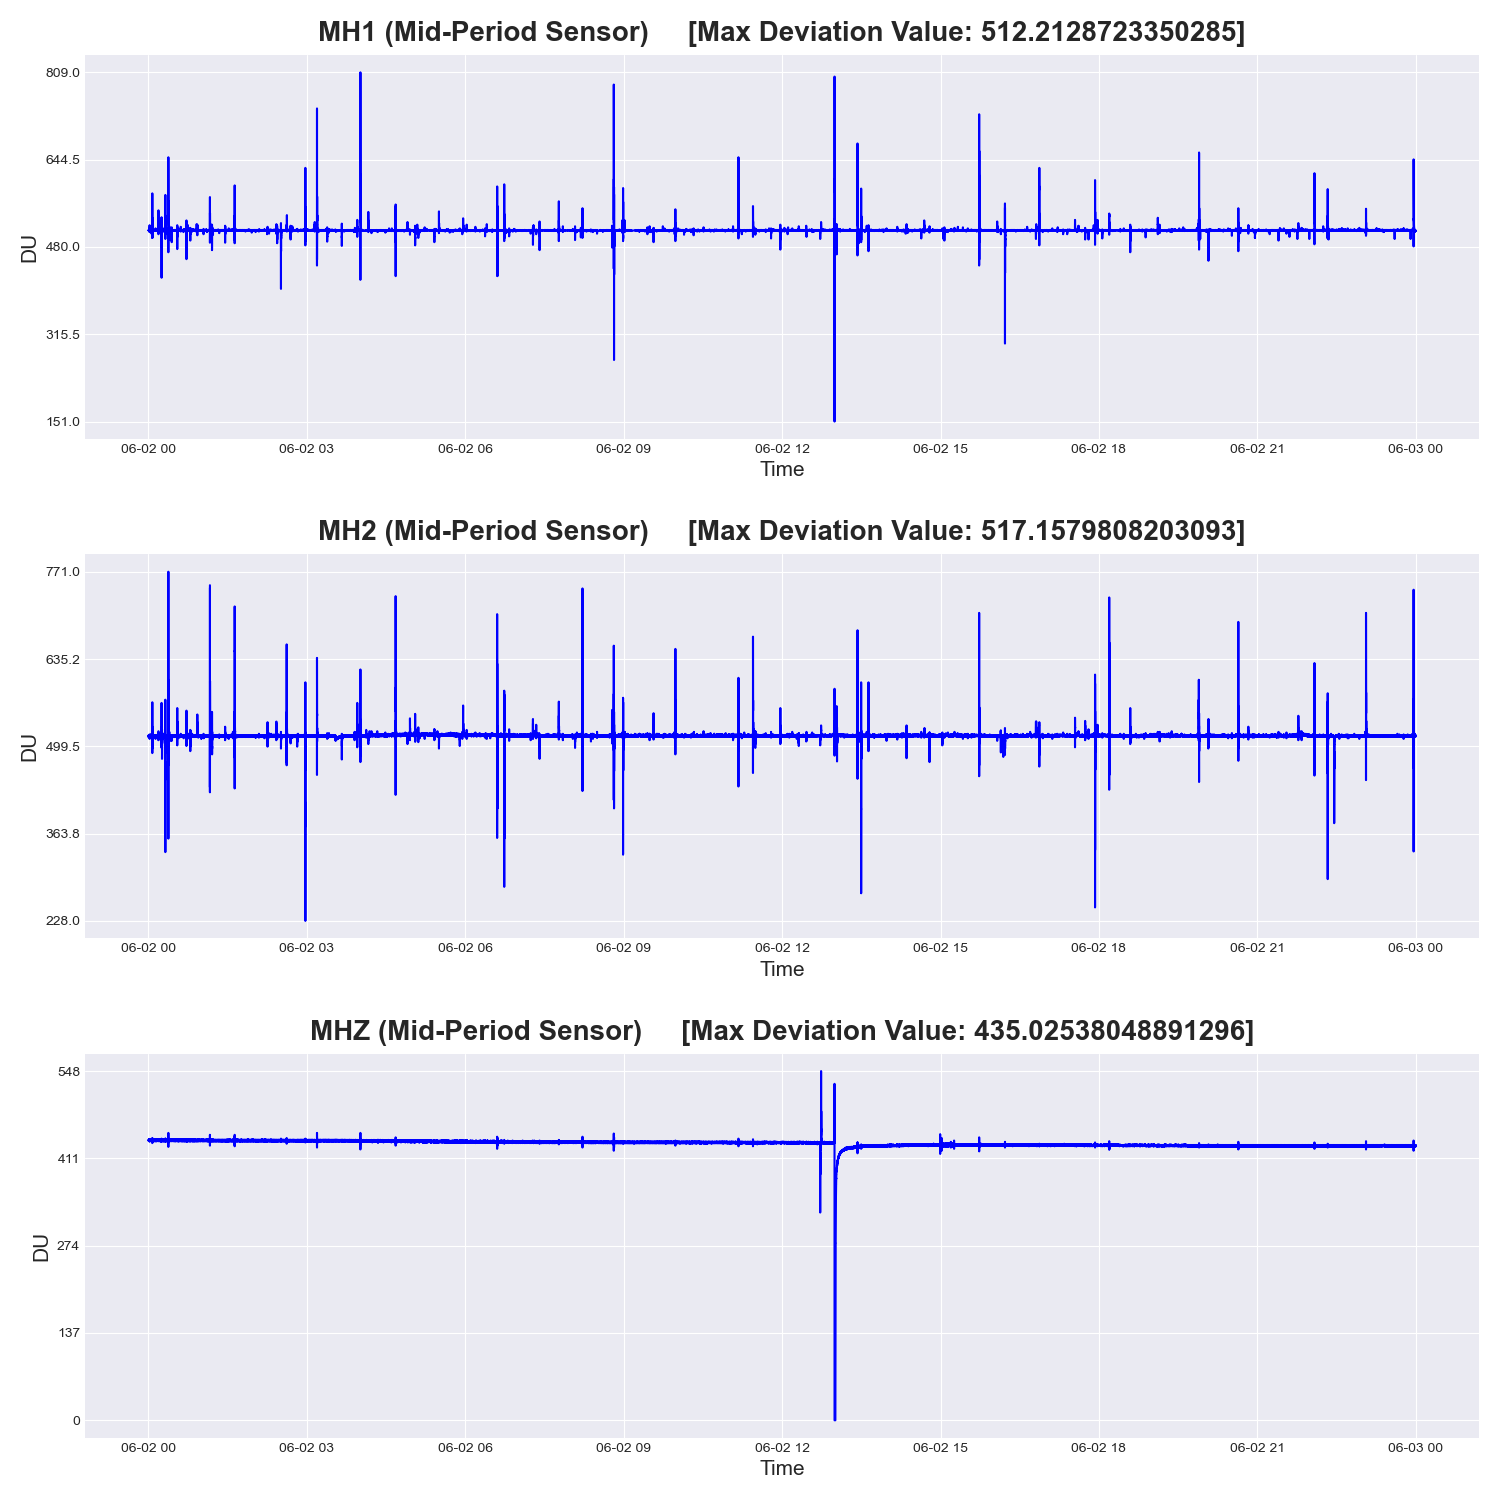 MH1 (Mid-Period Sensor) [Max Deviation Value: 512.2128723350285]
809.0
644.5
480.0
315.5
151.0
DU
06-02 00 06-02 03 06-02 06 06-02 09 06-02 12 06-02 15 06-02 18 06-02 21 06-03 00
Time
MH2 (Mid-Period Sensor) [Max Deviation Value: 517.1579808203093]
771.0
635.2
499.5
363.8
228.0
DU
06-02 00 06-02 03 06-02 06 06-02 09 06-02 12 06-02 15 06-02 18 06-02 21 06-03 00
Time
MHZ (Mid-Period Sensor) [Max Deviation Value: 435.02538048891296]
548
411
274
137
0
DU
06-02 00 06-02 03 06-02 06 06-02 09 06-02 12 06-02 15 06-02 18 06-02 21 06-03 00
Time